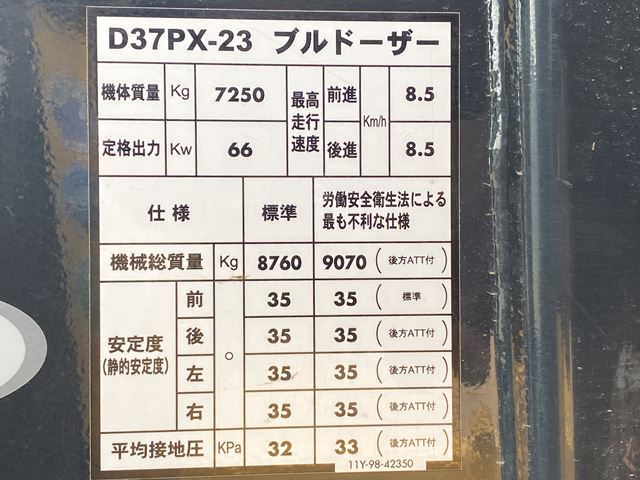 D37PX-23 ブルドーザー
機体質量 Kg 7250 最高走行速度 前進 Km/h 8.5
定格出力 Kw 66 後進 8.5
仕様 標準 労働安全衛生法による
最も不利な仕様
機械総質量 Kg 8760 9070 (後方ATT付)
安定度 (静的安定度) 前 ° 35 35 (標準)
後 35 35 (後方ATT付)
左 35 35 (後方ATT付)
右 35 35 (後方ATT付)
平均接地圧 KPa 32 33 (後方ATT付)
11Y-98-42350